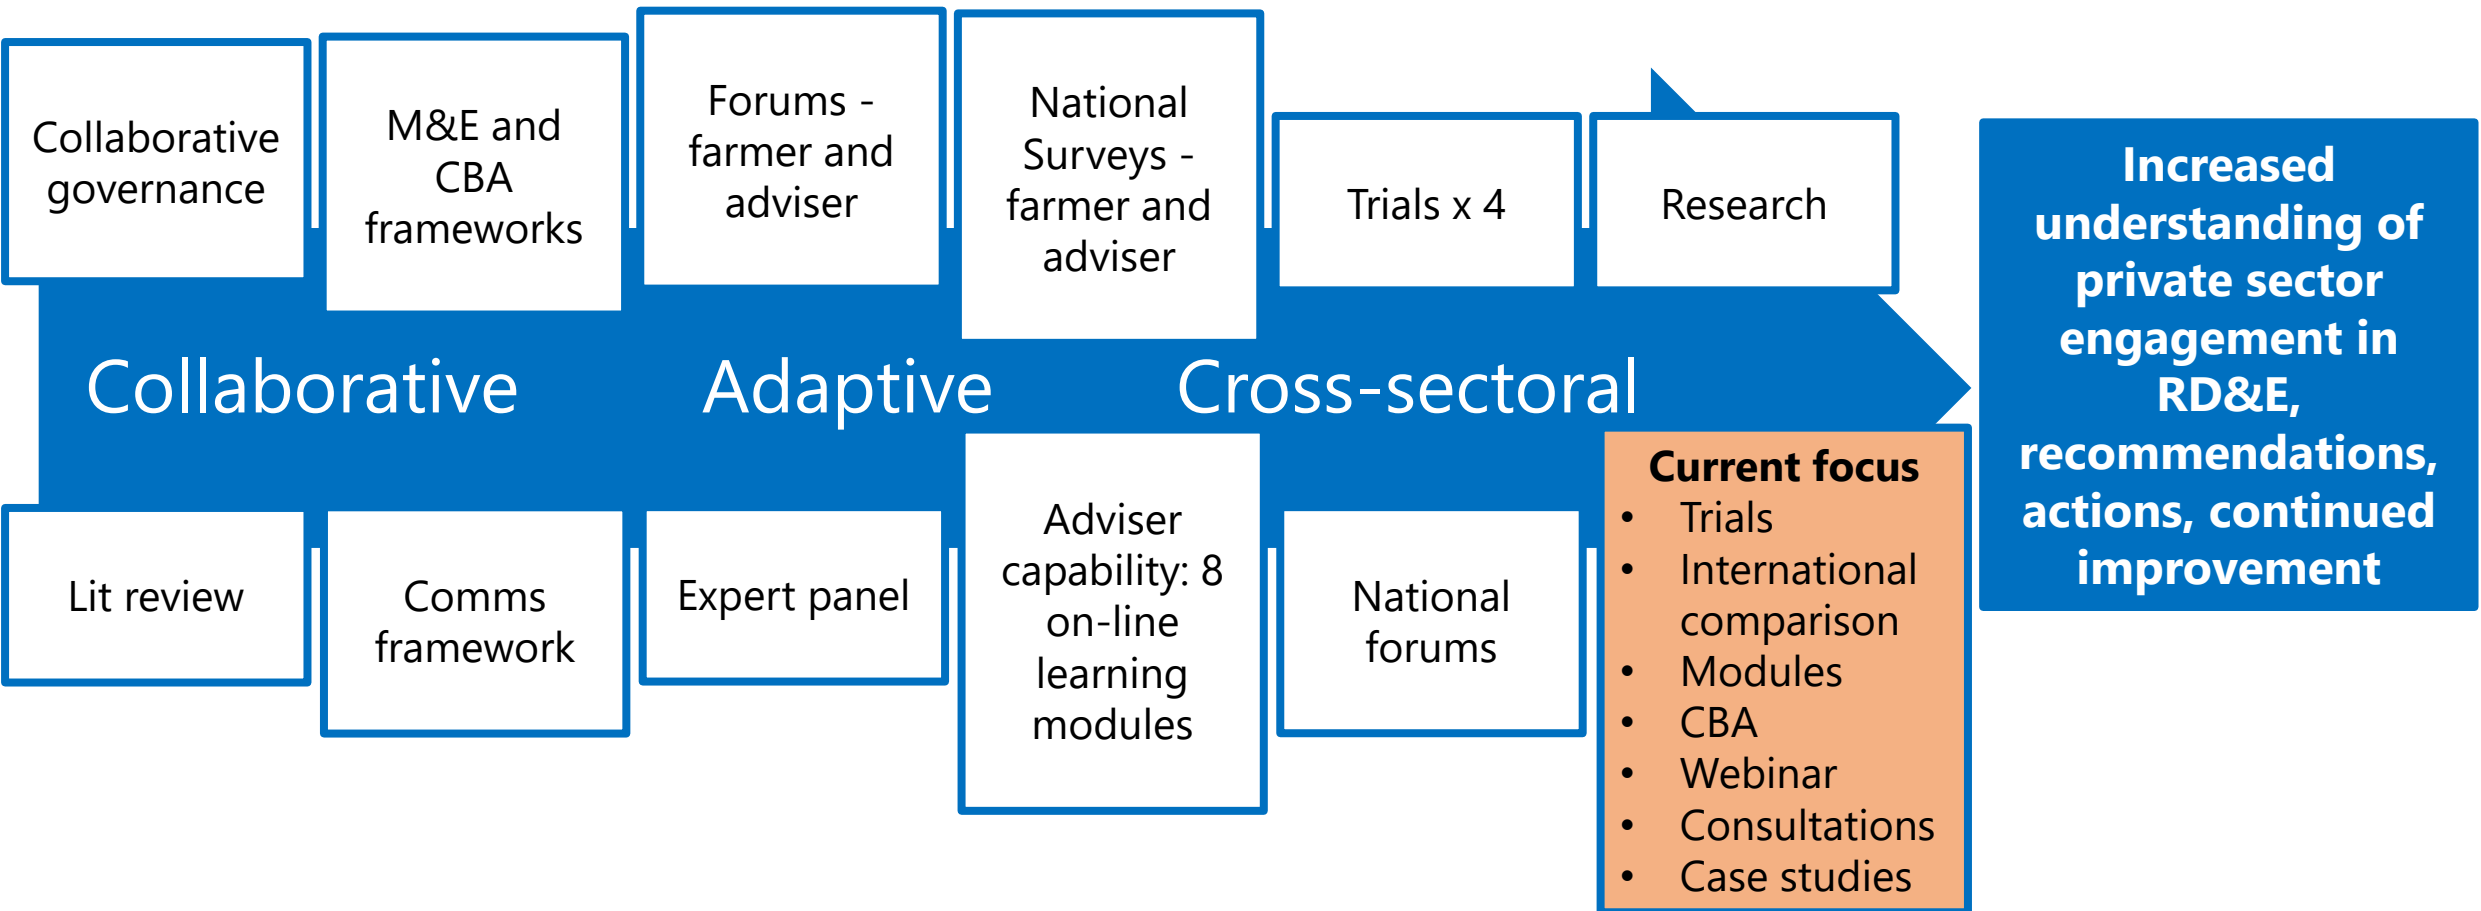 Collaborative
governance
M&E and
CBA
frameworks
Forums -
farmer and
adviser
National
Surveys -
farmer and
adviser
Trials x 4
Research
Increased
understanding of
private sector
engagement in
RD&E,
recommendations,
actions, continued
improvement
Collaborative
Adaptive
Cross-sectoral
Lit review
Comms
framework
Expert panel
Adviser
capability: 8
on-line
learning
modules
National
forums
Current focus
• Trials
• International
comparison
• Modules
• CBA
• Webinar
• Consultations
• Case studies